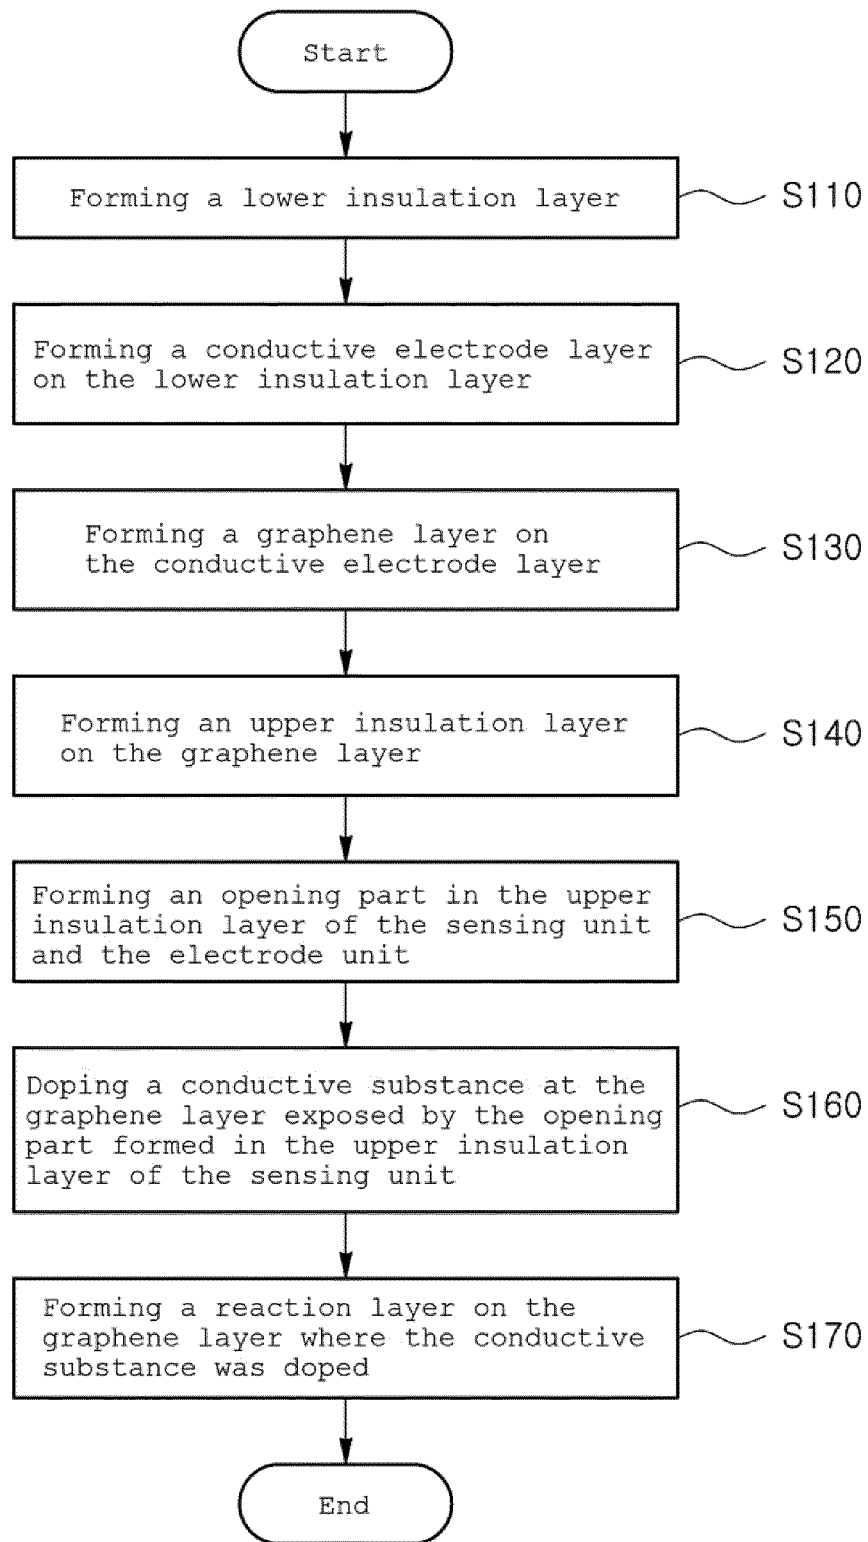 Start
Forming a lower insulation layer
S110
Forming a conductive electrode layer
on the lower insulation layer
S120
Forming a graphene layer on
the conductive electrode layer
S130
Forming an upper insulation layer
on the graphene layer
S140
Forming an opening part in the upper
insulation layer of the sensing unit
and the electrode unit
S150
Doping a conductive substance at the
graphene layer exposed by the opening
part formed in the upper insulation
layer of the sensing unit
S160
Forming a reaction layer on the
graphene layer where the conductive
substance was doped
S170
End